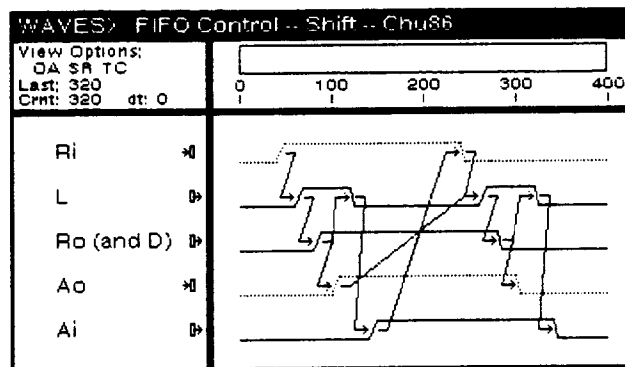 WAVES> FIFO Control -- Shift -- Chu86
View Options:
OA SR TC
Last: 320
Crnt: 320 dt: 0
0 100 200 300 400
Ri
L
Ro (and D)
Ao
Ai